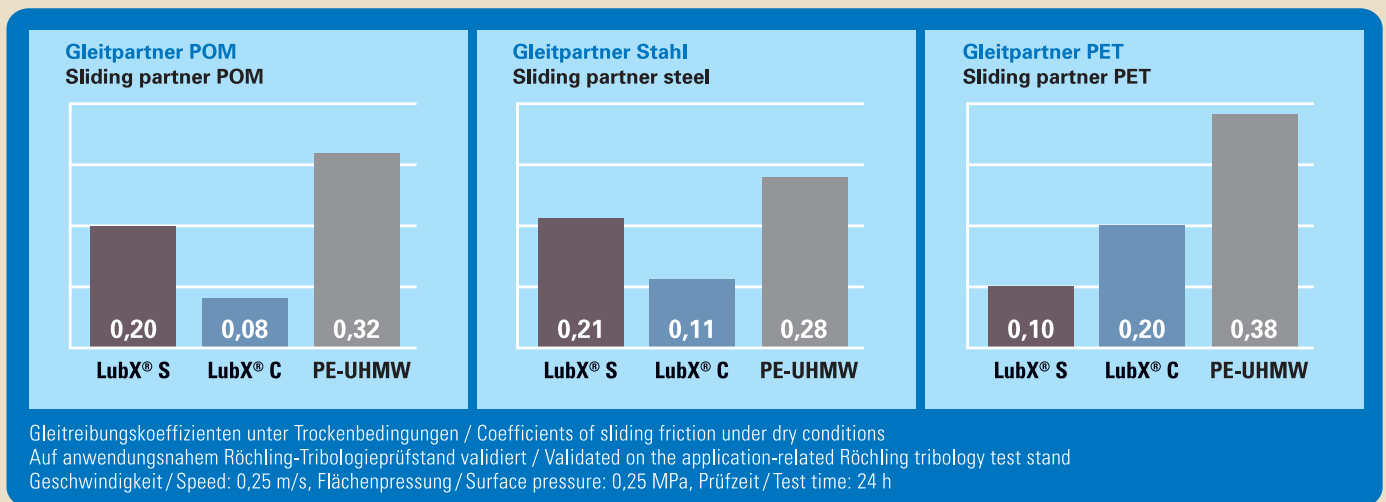 Gleitpartner POM
Sliding partner POM
0,20
0,08
0,32
LubX® S
LubX® C
PE-UHMW
Gleitpartner Stahl
Sliding partner steel
0,21
0,11
0,28
LubX® S
LubX® C
PE-UHMW
Gleitpartner PET
Sliding partner PET
0,10
0,20
0,38
LubX® S
LubX® C
PE-UHMW
Gleitreibungskoeffizienten unter Trockenbedingungen / Coefficients of sliding friction under dry conditions
Auf anwendungsnahem Röchling-Tribologieprüfstand validiert / Validated on the application-related Röchling tribology test stand
Geschwindigkeit / Speed: 0,25 m/s, Flächenpressung / Surface pressure: 0,25 MPa, Prüfzeit / Test time: 24 h